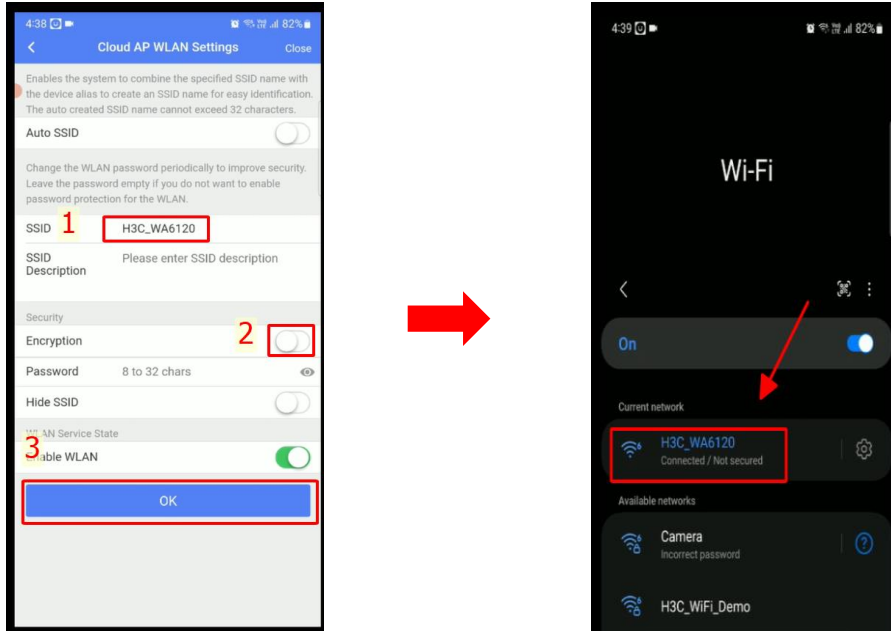 4:38 82%
Cloud AP WLAN Settings Close
Enables the system to combine the specified SSID name with
the device alias to create an SSID name for easy identification.
The auto created SSID name cannot exceed 32 characters.
Auto SSID
Change the WLAN password periodically to improve security.
Leave the password empty if you do not want to enable
password protection for the WLAN.
SSID 1 H3C_WA6120
SSID Please enter SSID description
Description
Security
Encryption 2
Password 8 to 32 chars
Hide SSID
WLAN Service State
3
Enable WLAN
OK
4:39 82%
Wi-Fi
On
Current network
H3C_WA6120
Connected / Not secured
Available networks
Camera
Incorrect password
H3C_WiFi_Demo